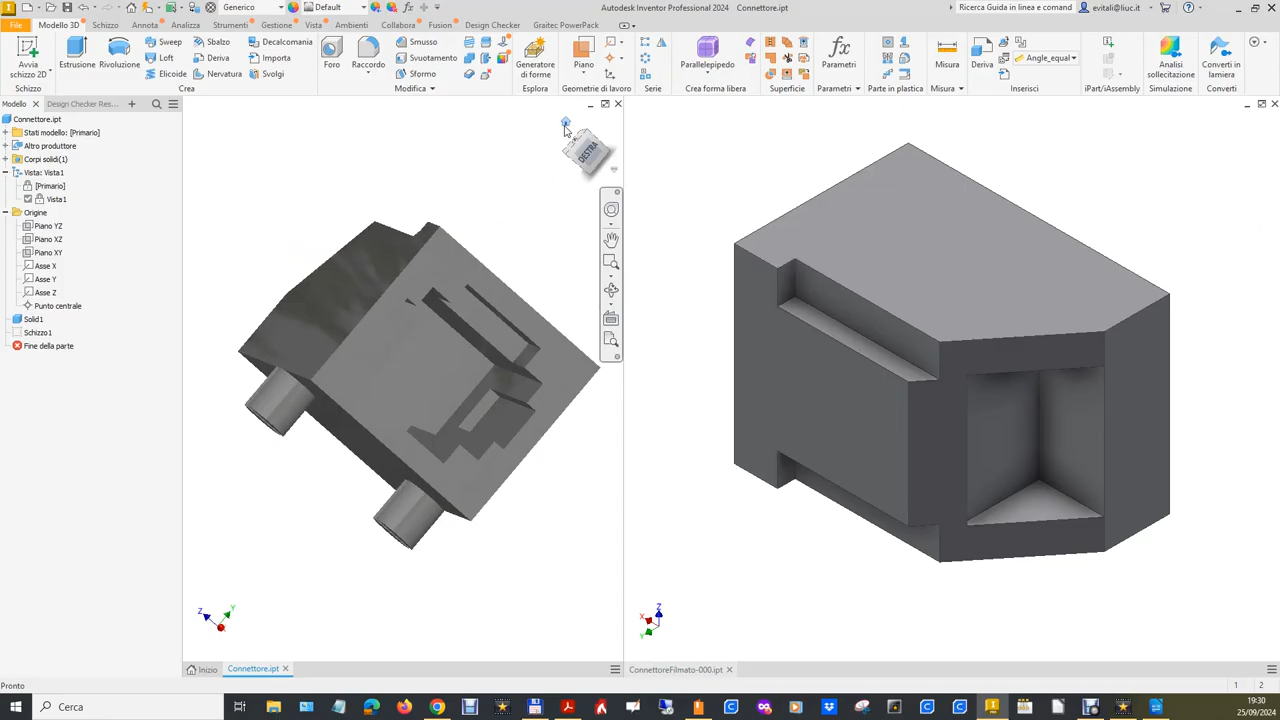 Generico
Default
Autodesk Inventor Professional 2024 Connettore.ipt
Ricerca Guida in linea e comand
evitali@liuc.it
File
Modello 3D
Schizzo
Annota
Analizza
Strumenti
Gestione
Vista
Ambienti
Collabora
Fusion
Design Checker
Graitec PowerPack
Avvia
schizzo 2D
Estrusione
Rivoluzione
Sweep
Loft
Elicoide
Sbalzo
Deriva
Nervatura
Decalcomania
Importa
Svolgi
Foro
Raccordo
Smusso
Svuotamento
Sformo
Generatore
di forme
Piano
Parallelepipedo
Parametri
Misura
Deriva
Angle_equal
Analisi
sollecitazione
Converti in
lamiera
Schizzo
Crea
Modifica
Esplora
Geometrie di lavoro
Serie
Crea forma libera
Superficie
Parametri
Parte in plastica
Misura
Inserisci
iPart/iAssembly
Simulazione
Converti
Modello
Design Checker Res...
Connettore.ipt
Stati modello: [Primario]
Altro produttore
Corpi solidi(1)
Vista: Vista1
[Primario]
Vista1
Origine
Piano YZ
Piano XZ
Piano XY
Asse X
Asse Y
Asse Z
Punto centrale
Solid1
Schizzo1
Fine della parte
DESTRA
Z
Y
X
Z
X
Y
Inizio
Connettore.ipt
ConnettoreFilmato-000.ipt
Pronto
1
2
Cerca
19:30
25/09/2024